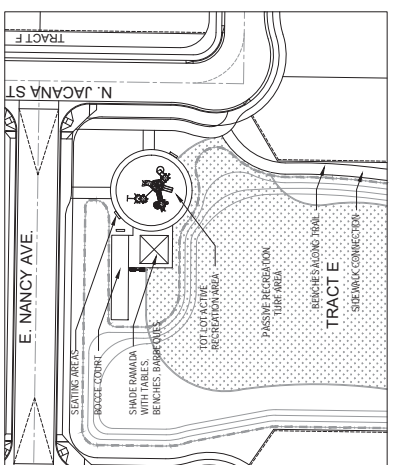 TRACT F
N. JACANA ST
E. NANCY AVE.
SEATING AREAS
BOCCE COURT
SHADE RAMADA
WITH TABLES,
BENCHES, BARBEQUES
TOT LOT ACTIVE
RECREATION AREA
PASSIVE RECREATION
TURF AREA
BENCHES ALONG TRAIL
TRACT E
SIDEWALK CONNECTION